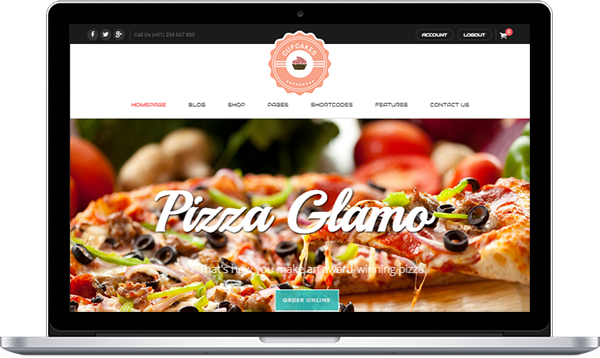 Call Us (+01) 234 567 890
ACCOUNT
LOGOUT
CUPCAKES
HOMEPAGE BLOG SHOP PAGES SHORTCODES FEATURES CONTACT US
Pizza Glamo
That's how you make an award-winning pizza
ORDER ONLINE